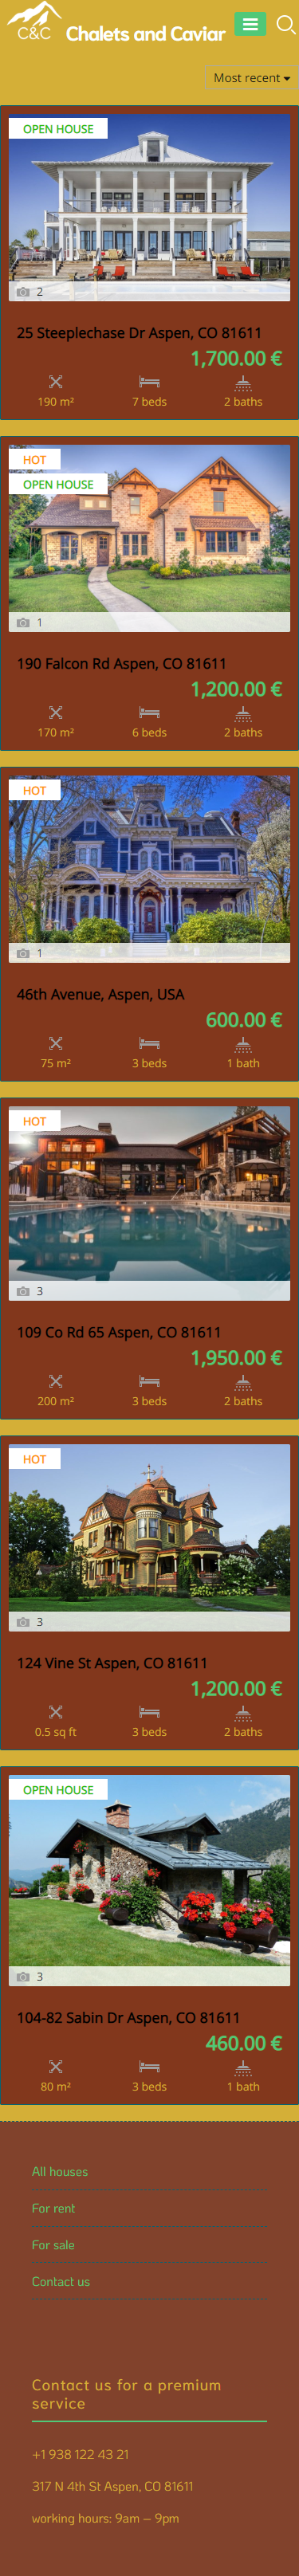 C&C Chalets and Caviar
Most recent
OPEN HOUSE
2
25 Steeplechase Dr Aspen, CO 81611
1,700.00 €
190 m² 7 beds 2 baths
HOT
OPEN HOUSE
1
190 Falcon Rd Aspen, CO 81611
1,200.00 €
170 m² 6 beds 2 baths
HOT
1
46th Avenue, Aspen, USA
600.00 €
75 m² 3 beds 1 bath
HOT
3
109 Co Rd 65 Aspen, CO 81611
1,950.00 €
200 m² 3 beds 2 baths
HOT
3
124 Vine St Aspen, CO 81611
1,200.00 €
0.5 sq ft 3 beds 2 baths
OPEN HOUSE
3
104-82 Sabin Dr Aspen, CO 81611
460.00 €
80 m² 3 beds 1 bath
All houses
For rent
For sale
Contact us
Contact us for a premium
service
+1 938 122 43 21
317 N 4th St Aspen, CO 81611
working hours: 9am – 9pm